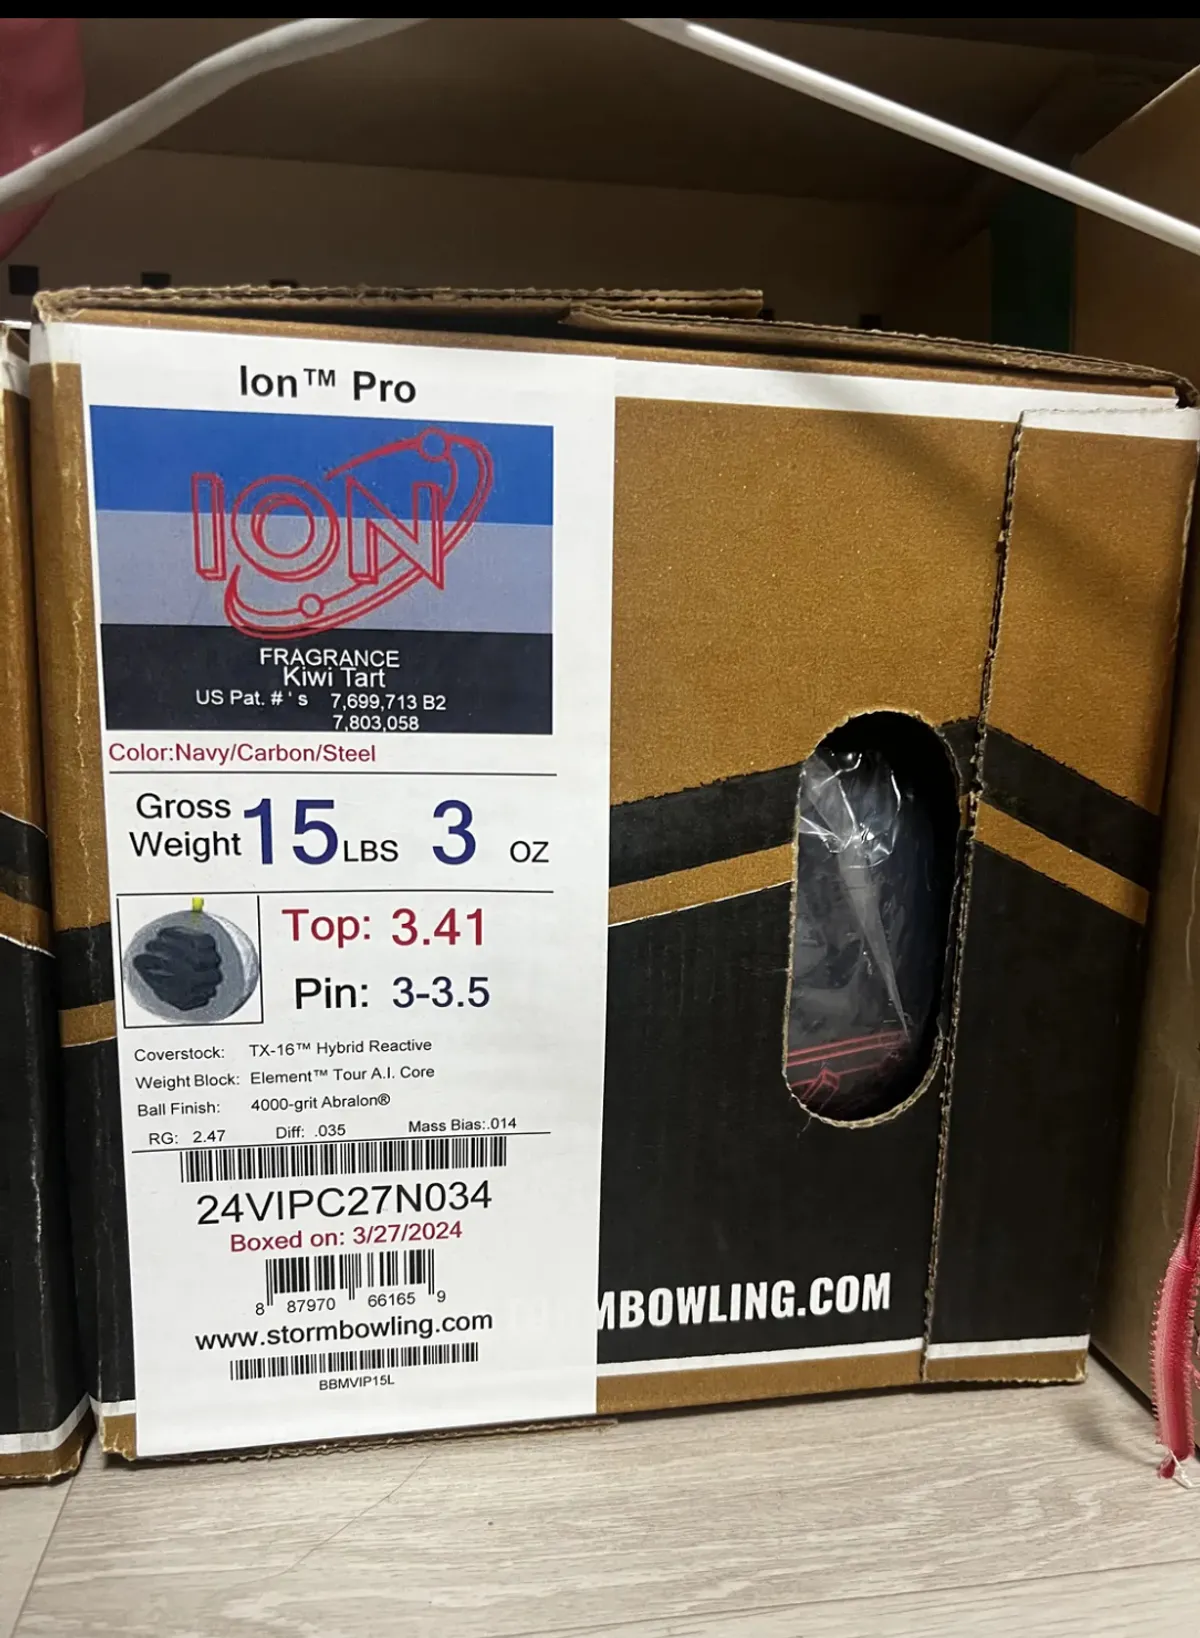 Ion™ Pro
ION
FRAGRANCE
Kiwi Tart
US Pat. # ' s 7,699,713 B2
7,803,058
Color:Navy/Carbon/Steel
Gross Weight 15 LBS 3 OZ
Top: 3.41
Pin: 3-3.5
Coverstock: TX-16™ Hybrid Reactive
Weight Block: Element™ Tour A.I. Core
Ball Finish: 4000-grit Abralon®
RG: 2.47 Diff: .035 Mass Bias:.014
24VIPC27N034
Boxed on: 3/27/2024
8 87970 66165 9
www.stormbowling.com
BBMVIP15L
MBOWLING.COM